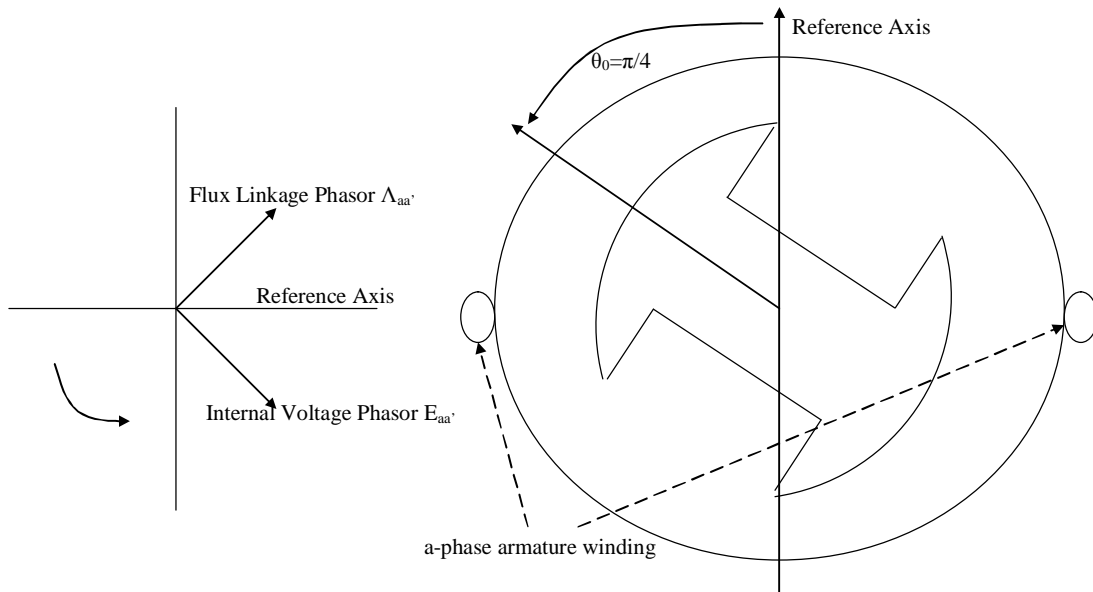 Reference Axis
θ₀=π/4
Flux Linkage Phasor Λaa’
Reference Axis
Internal Voltage Phasor Eaa’
a-phase armature winding